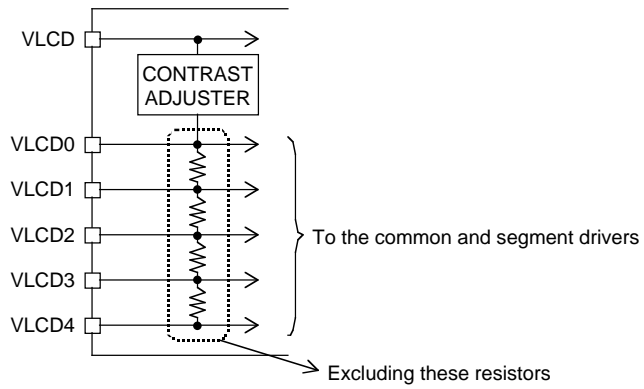 VLCD
CONTRAST
ADJUSTER
VLCD0
VLCD1
VLCD2
To the common and segment drivers
VLCD3
VLCD4
Excluding these resistors